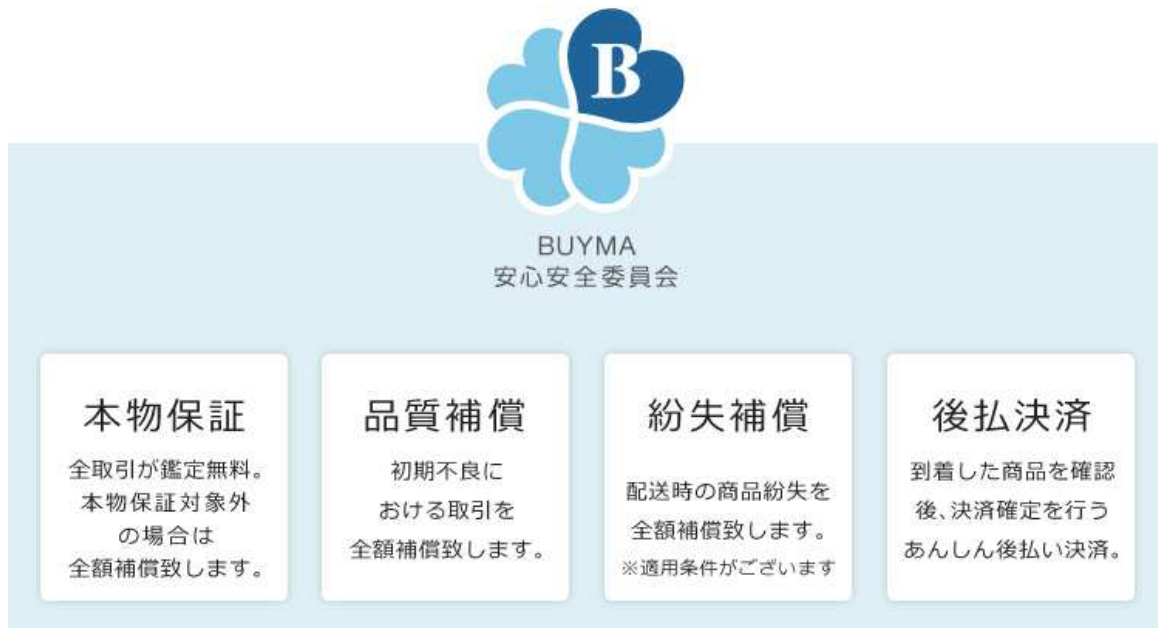 B
BUYMA
安心安全委員会
本物保証
全取引が鑑定無料。
本物保証対象外
の場合は
全額補償致します。
品質補償
初期不良に
おける取引を
全額補償致します。
紛失補償
配送時の商品紛失を
全額補償致します。
※適用条件がございます
後払決済
到着した商品を確認
後、決済確定を行う
あんしん後払い決済。